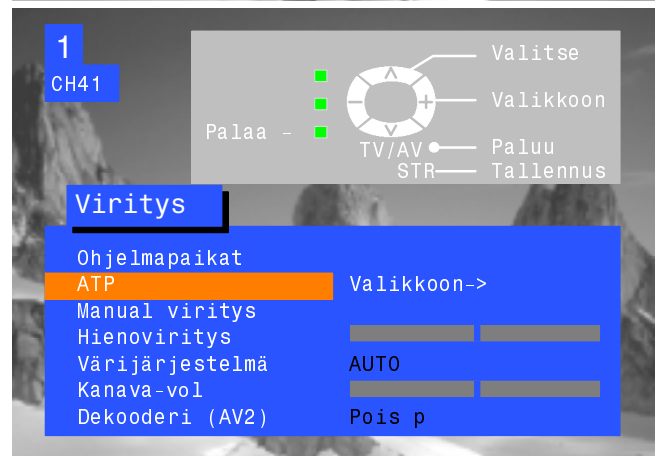 1
CH41
Valitse
Valikkoon
Palaa -
TV/AV Paluu
STR Tallennus
Viritys
Ohjelmapaikat
ATP Valikkoon->
Manual viritys
Hienoviritys
Värijärjestelmä AUTO
Kanava-vol
Dekooderi (AV2) Pois p